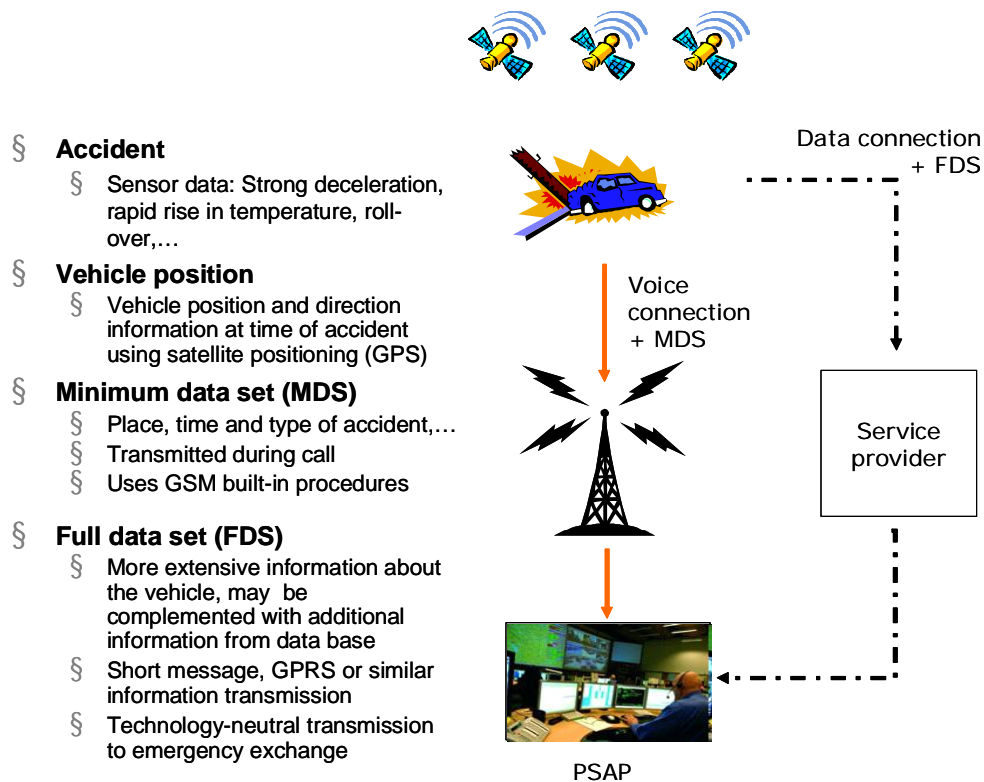 § Accident
§ Sensor data: Strong deceleration,
rapid rise in temperature, roll-
over,…
§ Vehicle position
§ Vehicle position and direction
information at time of accident
using satellite positioning (GPS)
§ Minimum data set (MDS)
§ Place, time and type of accident,…
§ Transmitted during call
§ Uses GSM built-in procedures
§ Full data set (FDS)
§ More extensive information about
the vehicle, may be
complemented with additional
information from data base
§ Short message, GPRS or similar
information transmission
§ Technology-neutral transmission
to emergency exchange
Data connection
+ FDS
Voice
connection
+ MDS
Service
provider
PSAP